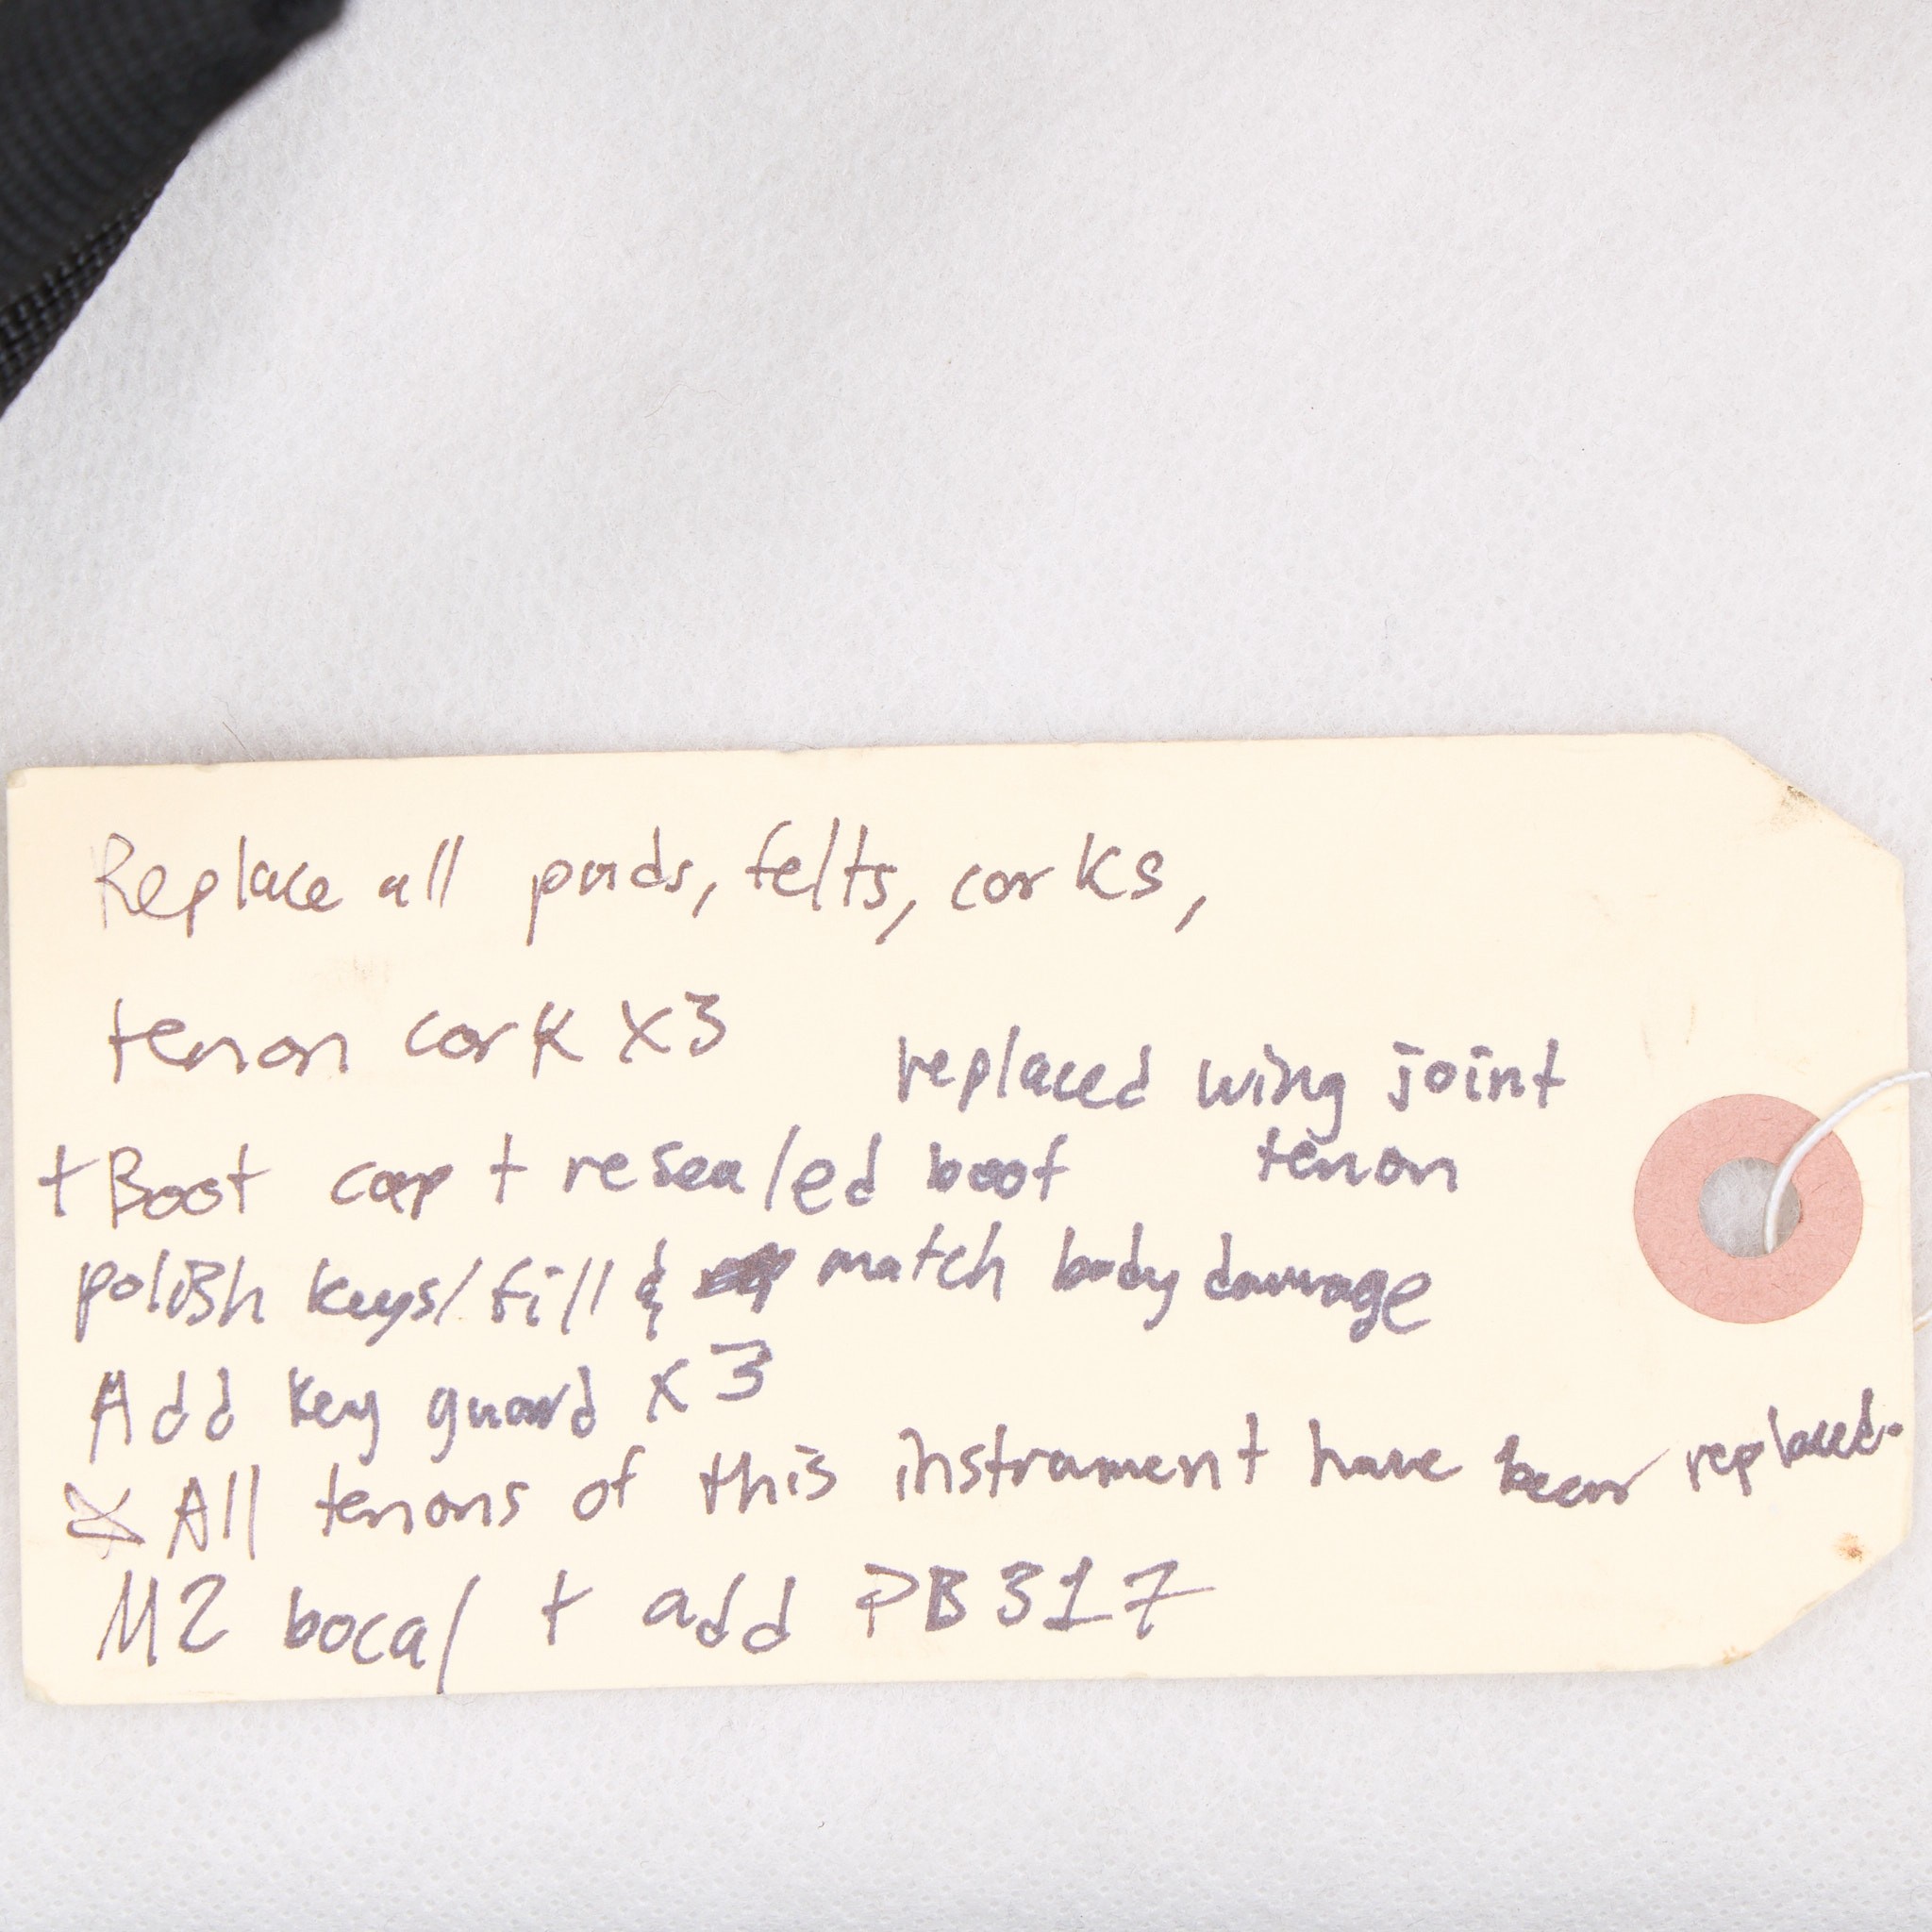 Replace all pads, felts, corks,
tenon cork x3
replaced wing joint
tenon
+ Boot cap + resealed boot
polish keys/fill & match body damage
Add key guard x3
* All tenons of this instrament have been replaced.
M2 bocal + add PB317